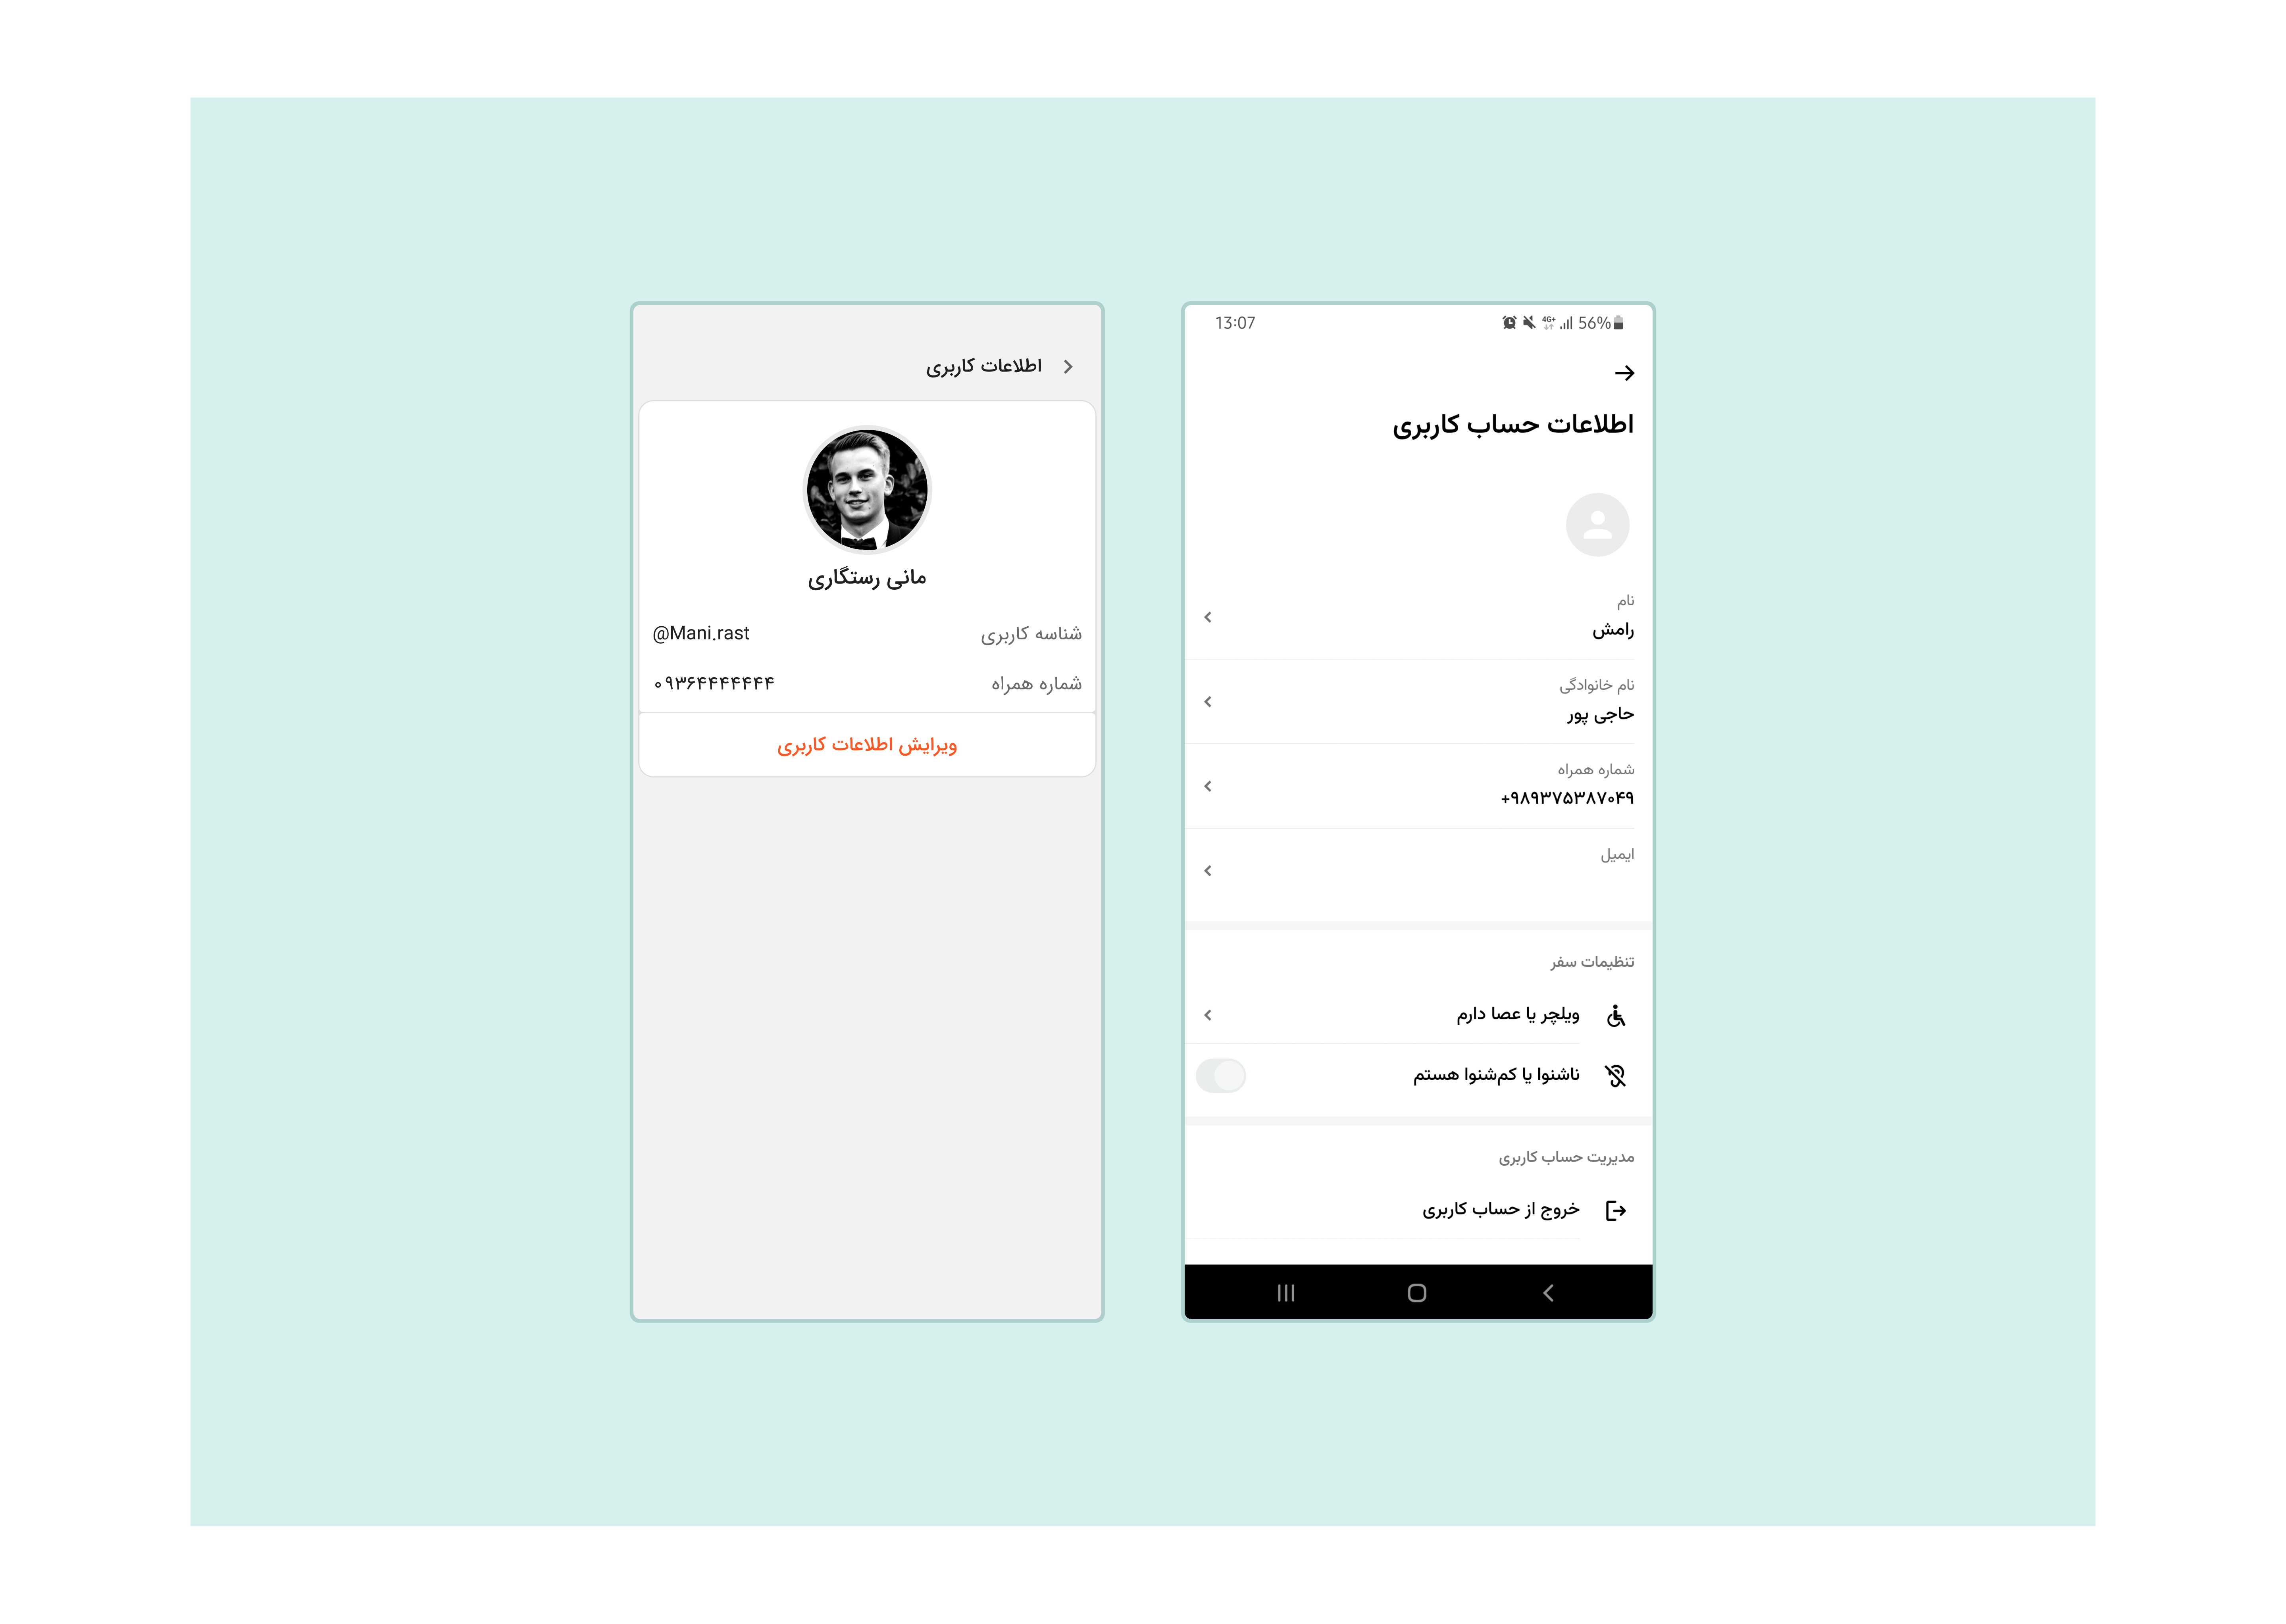 13:07
4G+
56%
اطلاعات حساب کاربری
نام
رامش
نام خانوادگی
حاجی پور
شماره همراه
+۹۸۹۳۷۵۳۸۷۰۴۹
ایمیل
تنظیمات سفر
ویلچر یا عصا دارم
ناشنوا یا کم‌شنوا هستم
مدیریت حساب کاربری
خروج از حساب کاربری
اطلاعات کاربری
مانی رستگاری
شناسه کاربری
@Mani.rast
شماره همراه
۰۹۳۶۴۴۴۴۴۴۴
ویرایش اطلاعات کاربری